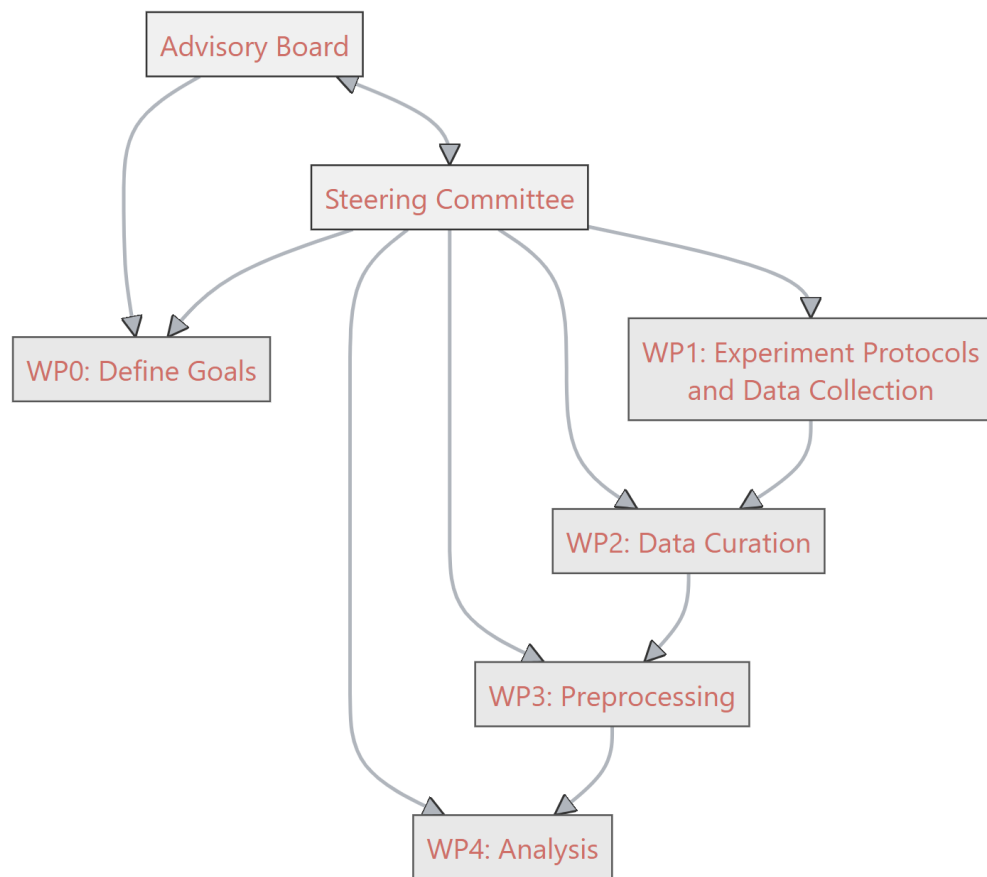 Advisory Board
Steering Committee
WP0: Define Goals
WP1: Experiment Protocols
and Data Collection
WP2: Data Curation
WP3: Preprocessing
WP4: Analysis